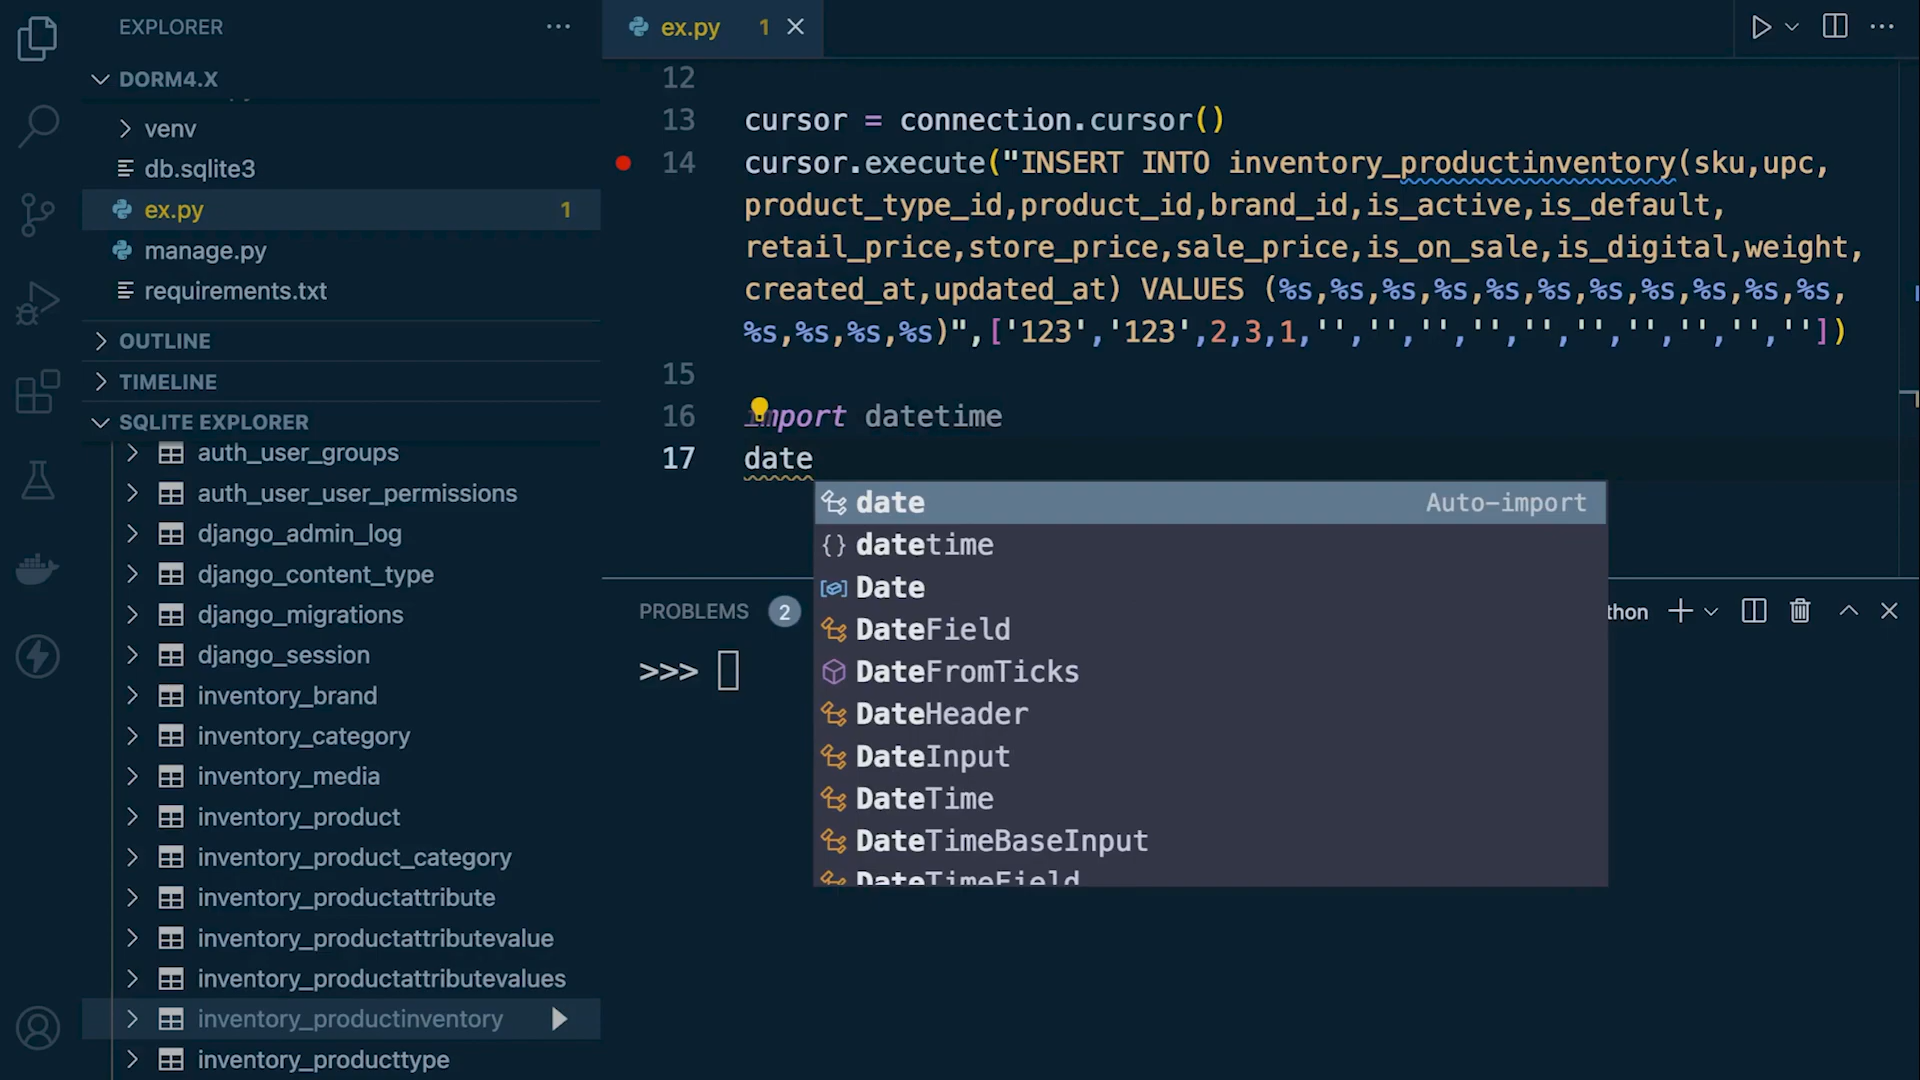 EXPLORER
DORM4.X
venv
db.sqlite3
ex.py 1
manage.py
requirements.txt
OUTLINE
TIMELINE
SQLITE EXPLORER
auth_user_groups
auth_user_user_permissions
django_admin_log
django_content_type
django_migrations
django_session
inventory_brand
inventory_category
inventory_media
inventory_product
inventory_product_category
inventory_productattribute
inventory_productattributevalue
inventory_productattributevalues
inventory_productinventory
inventory_producttype
ex.py 1
12
13 cursor = connection.cursor()
14 cursor.execute("INSERT INTO inventory_productinventory(sku,upc,
product_type_id,product_id,brand_id,is_active,is_default,
retail_price,store_price,sale_price,is_on_sale,is_digital,weight,
created_at,updated_at) VALUES (%s,%s,%s,%s,%s,%s,%s,%s,%s,%s,%s,
%s,%s,%s,%s)",['123','123',2,3,1,'','','','','','','','','',''])
15
16 import datetime
17 date
date Auto-import
datetime
Date
DateField
DateFromTicks
DateHeader
DateInput
DateTime
DateTimeBaseInput
DateTimeField
PROBLEMS 2
thon
>>>